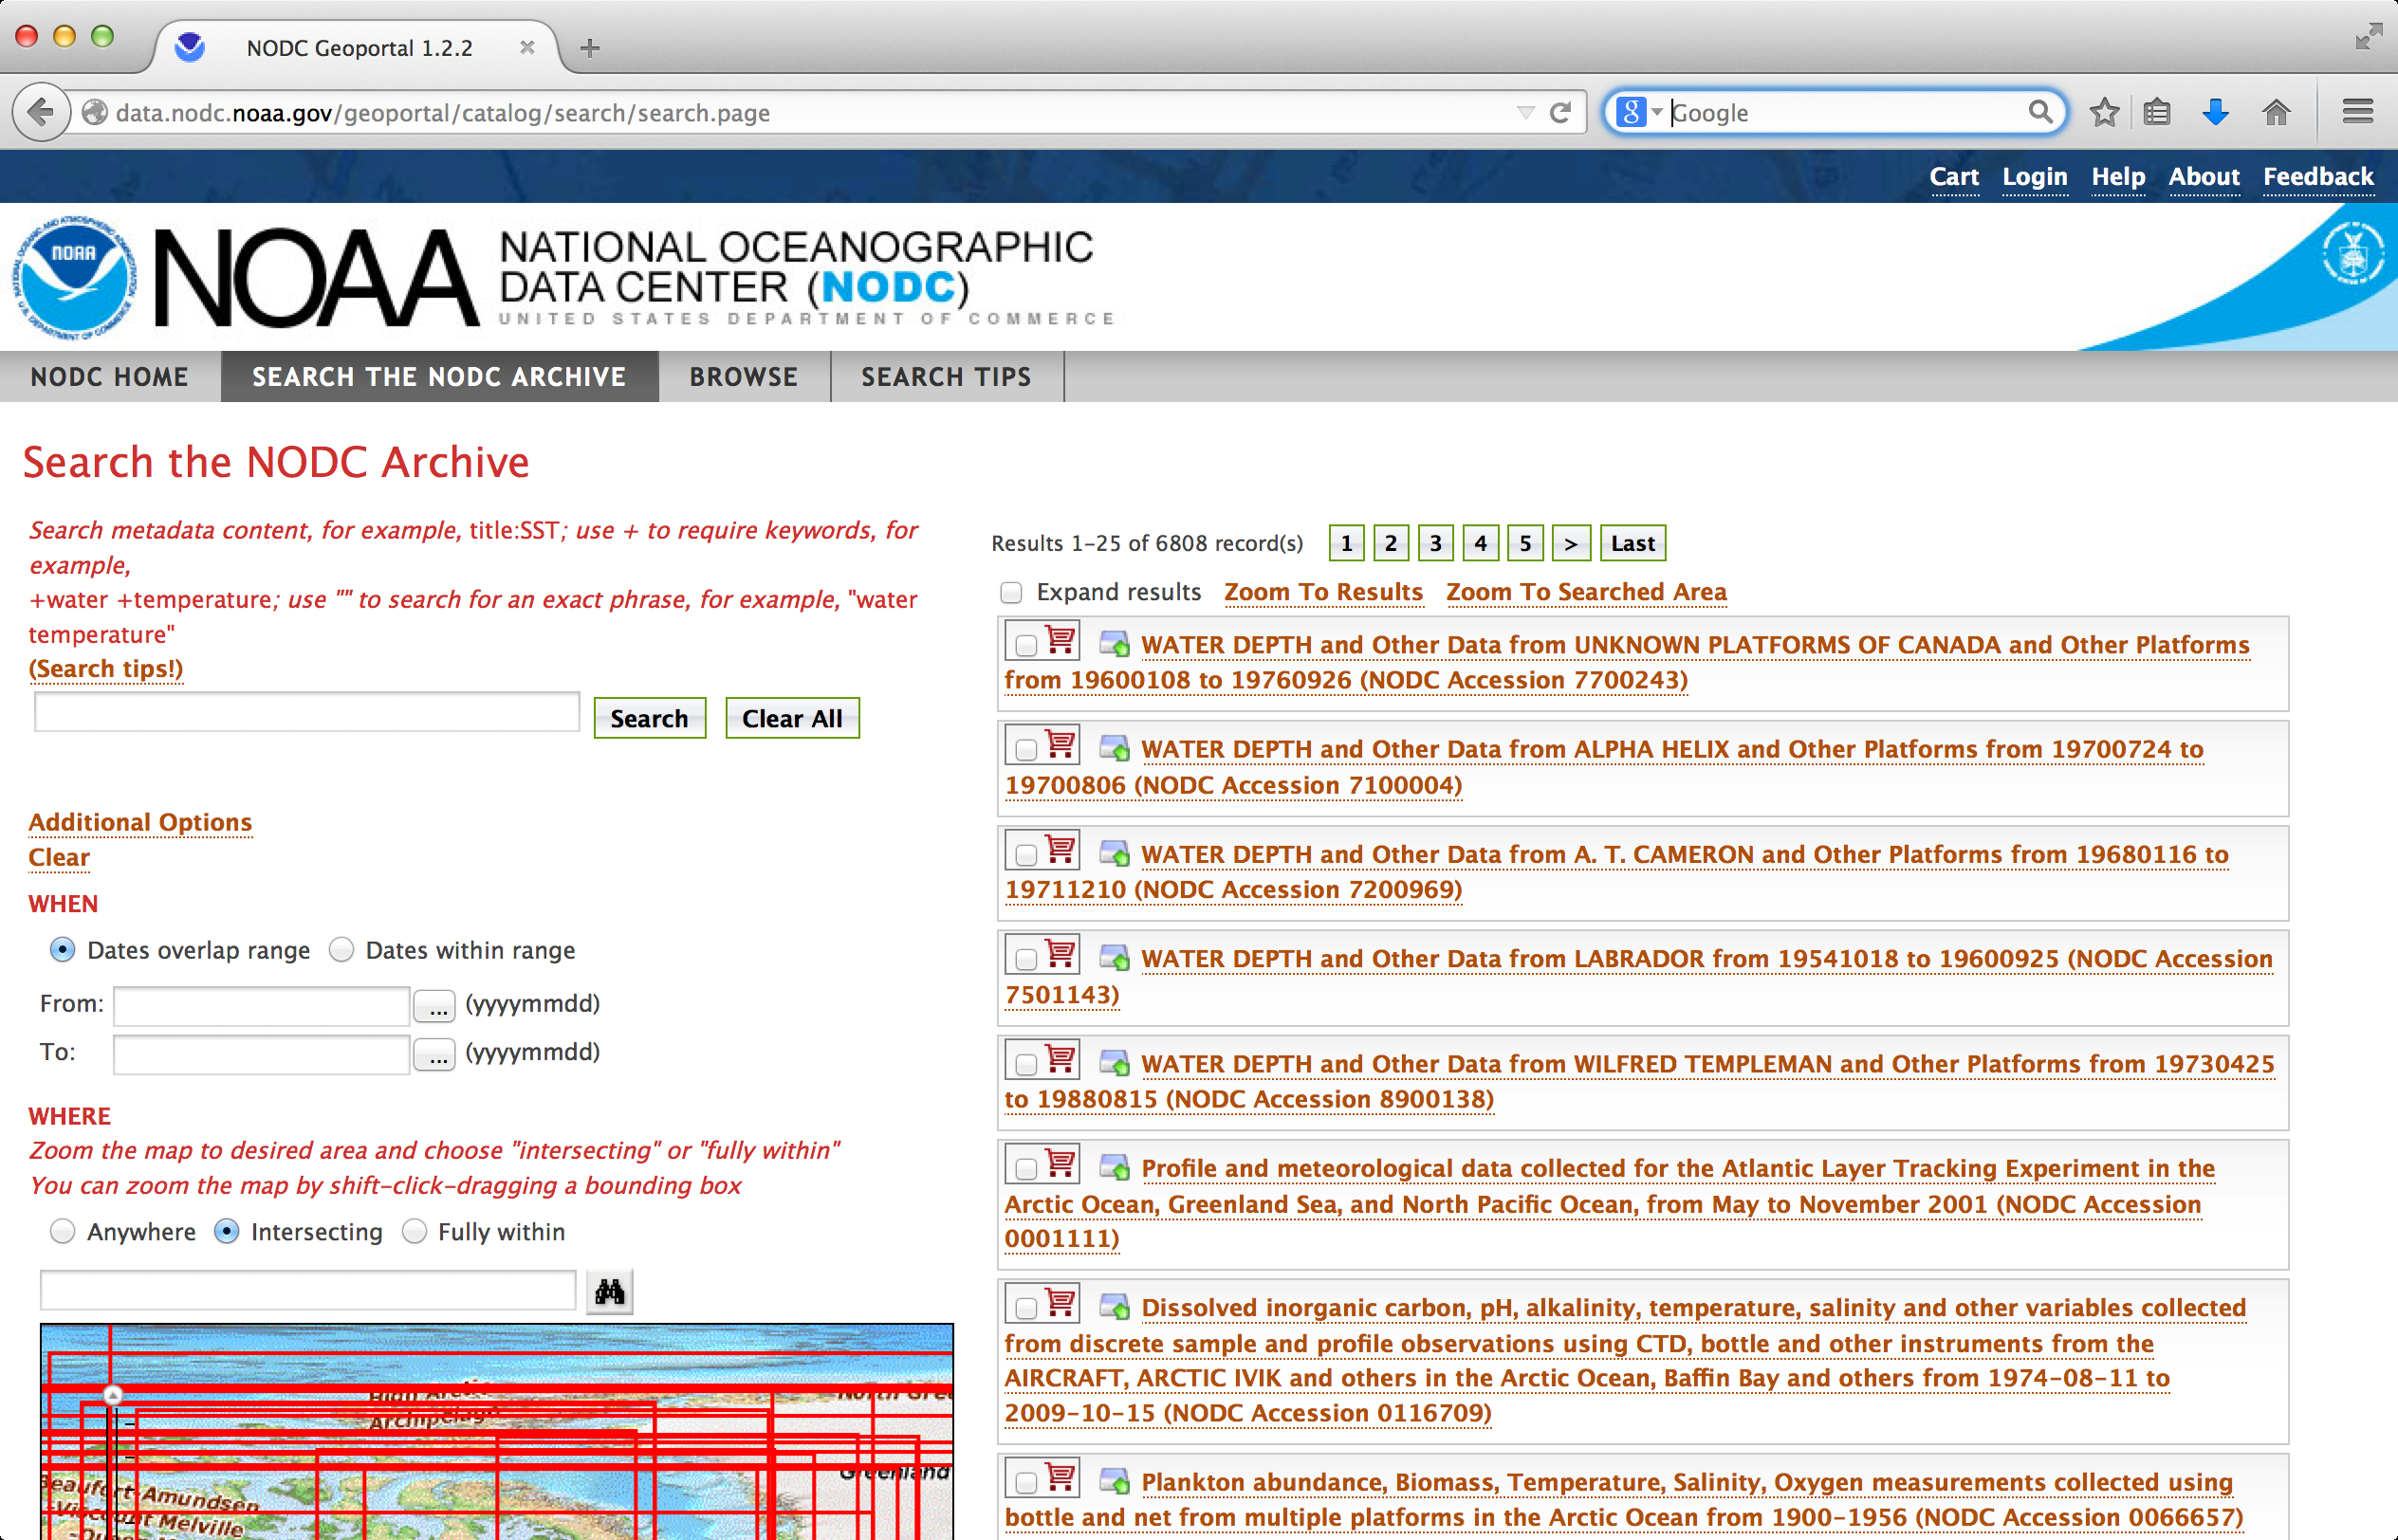 NODC Geoportal 1.2.2
data.nodc.noaa.gov/geoportal/catalog/search/search.page
Google
Cart Login Help About Feedback
NOAA
NOAA
NATIONAL OCEANOGRAPHIC
DATA CENTER (NODC)
UNITED STATES DEPARTMENT OF COMMERCE
NODC HOME SEARCH THE NODC ARCHIVE BROWSE SEARCH TIPS
Search the NODC Archive
Search metadata content, for example, title:SST; use + to require keywords, for
example,
+water +temperature; use "" to search for an exact phrase, for example, "water
temperature"
(Search tips!)
Search Clear All
Additional Options
Clear
WHEN
Dates overlap range Dates within range
From: ... (yyyymmdd)
To: ... (yyyymmdd)
WHERE
Zoom the map to desired area and choose "intersecting" or "fully within"
You can zoom the map by shift-click-dragging a bounding box
Anywhere Intersecting Fully within
High Arctic
Archipelago
Greenland
Beaufort-Amundsen
-Viscount Melville
Results 1-25 of 6808 record(s) 1 2 3 4 5 > Last
Expand results Zoom To Results Zoom To Searched Area
WATER DEPTH and Other Data from UNKNOWN PLATFORMS OF CANADA and Other Platforms
from 19600108 to 19760926 (NODC Accession 7700243)
WATER DEPTH and Other Data from ALPHA HELIX and Other Platforms from 19700724 to
19700806 (NODC Accession 7100004)
WATER DEPTH and Other Data from A. T. CAMERON and Other Platforms from 19680116 to
19711210 (NODC Accession 7200969)
WATER DEPTH and Other Data from LABRADOR from 19541018 to 19600925 (NODC Accession
7501143)
WATER DEPTH and Other Data from WILFRED TEMPLEMAN and Other Platforms from 19730425
to 19880815 (NODC Accession 8900138)
Profile and meteorological data collected for the Atlantic Layer Tracking Experiment in the
Arctic Ocean, Greenland Sea, and North Pacific Ocean, from May to November 2001 (NODC Accession
0001111)
Dissolved inorganic carbon, pH, alkalinity, temperature, salinity and other variables collected
from discrete sample and profile observations using CTD, bottle and other instruments from the
AIRCRAFT, ARCTIC IVIK and others in the Arctic Ocean, Baffin Bay and others from 1974-08-11 to
2009-10-15 (NODC Accession 0116709)
Plankton abundance, Biomass, Temperature, Salinity, Oxygen measurements collected using
bottle and net from multiple platforms in the Arctic Ocean from 1900-1956 (NODC Accession 0066657)